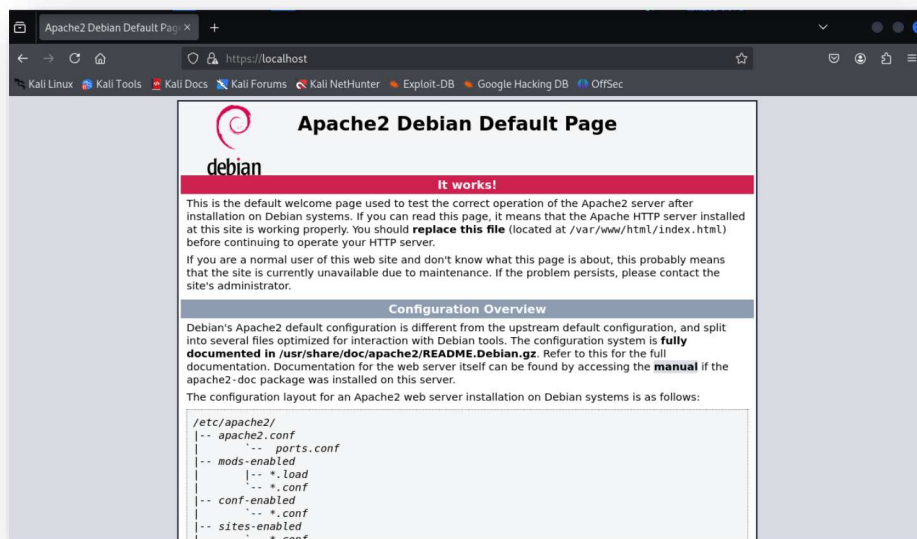 Apache2 Debian Default Pag
https://localhost
Kali Linux Kali Tools Kali Docs Kali Forums Kali NetHunter Exploit-DB Google Hacking DB OffSec
Apache2 Debian Default Page
debian
It works!
This is the default welcome page used to test the correct operation of the Apache2 server after
installation on Debian systems. If you can read this page, it means that the Apache HTTP server installed
at this site is working properly. You should replace this file (located at /var/www/html/index.html)
before continuing to operate your HTTP server.
If you are a normal user of this web site and don't know what this page is about, this probably means
that the site is currently unavailable due to maintenance. If the problem persists, please contact the
site's administrator.
Configuration Overview
Debian's Apache2 default configuration is different from the upstream default configuration, and split
into several files optimized for interaction with Debian tools. The configuration system is fully
documented in /usr/share/doc/apache2/README.Debian.gz. Refer to this for the full
documentation. Documentation for the web server itself can be found by accessing the manual if the
apache2-doc package was installed on this server.
The configuration layout for an Apache2 web server installation on Debian systems is as follows:
/etc/apache2/
|-- apache2.conf
|       `--  ports.conf
|-- mods-enabled
|       |-- *.load
|       `-- *.conf
|-- conf-enabled
|       `-- *.conf
|-- sites-enabled
|       `-- *.conf